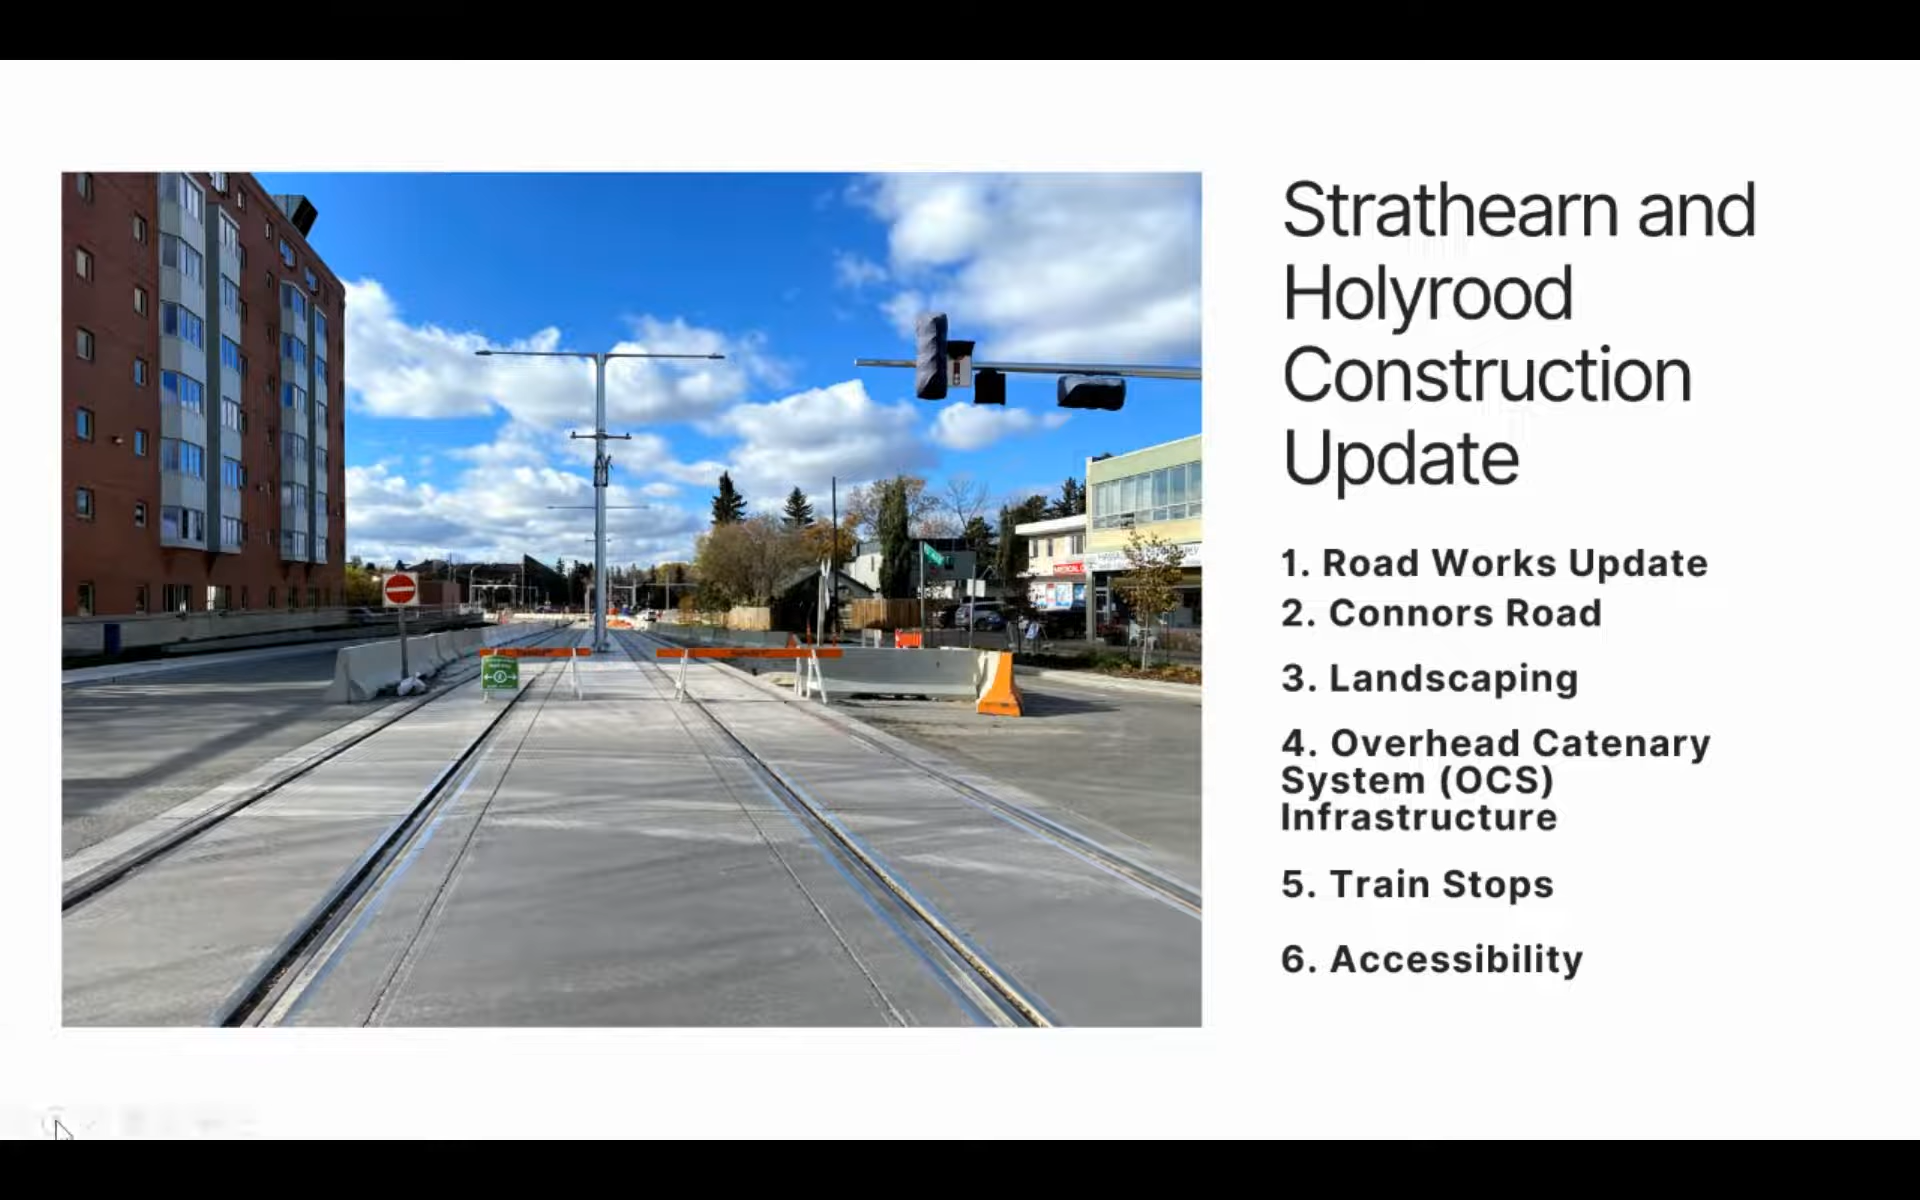 Strathearn and
Holyrood
Construction
Update
1. Road Works Update
2. Connors Road
3. Landscaping
4. Overhead Catenary
System (OCS)
Infrastructure
5. Train Stops
6. Accessibility
MEDICAL